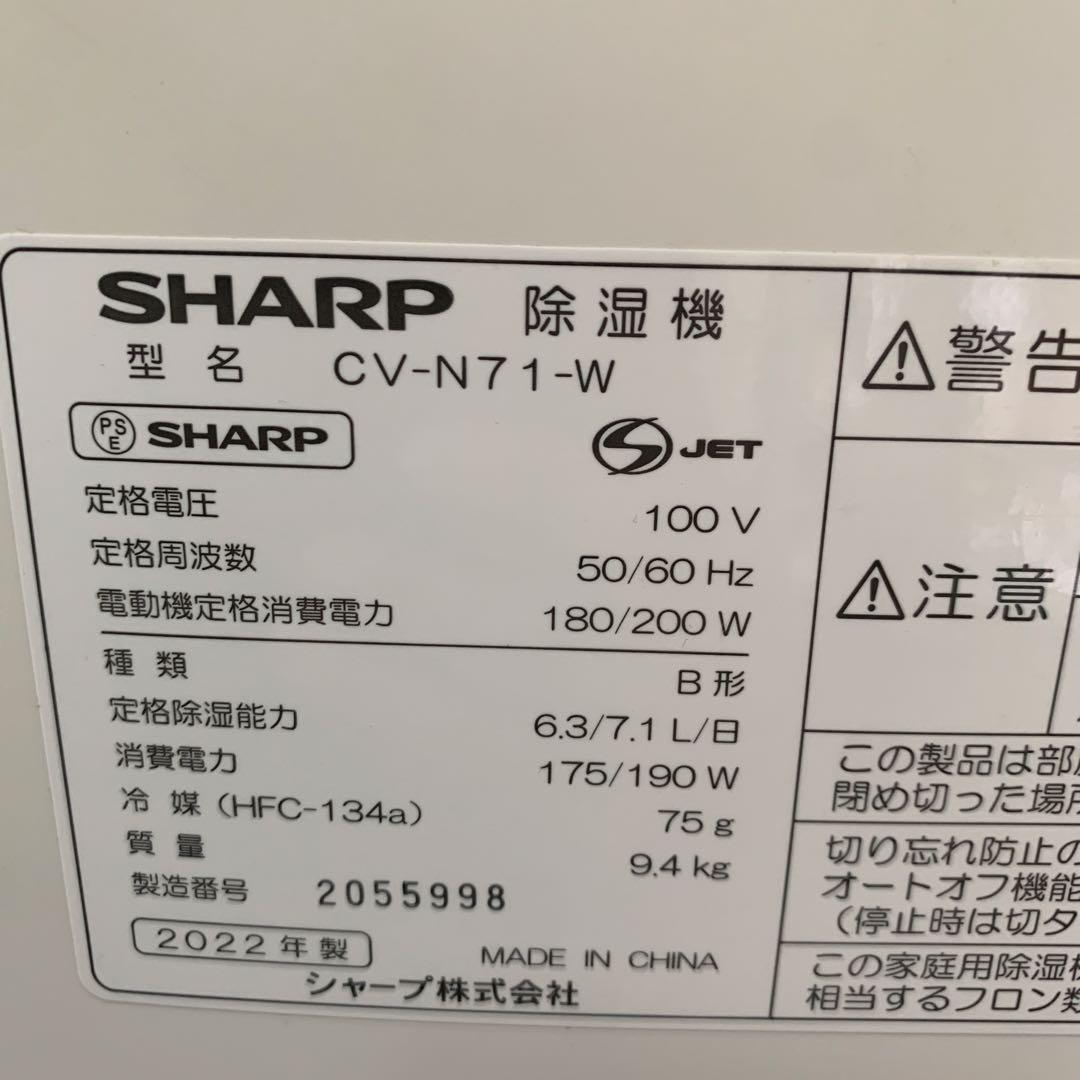 SHARP 除湿機
型名 CV-N71-W
PSE SHARP
S JET
定格電圧 100 V
定格周波数 50/60 Hz
電動機定格消費電力 180/200 W
種類 B形
定格除湿能力 6.3/7.1 L/日
消費電力 175/190 W
冷媒(HFC-134a) 75 g
質量 9.4 kg
製造番号 2055998
2022年製 MADE IN CHINA
シャープ株式会社
⚠警告
⚠注意
この製品は部
閉め切った場所
切り忘れ防止の
オートオフ機能
(停止時は切タ
この家庭用除湿機
相当するフロン類